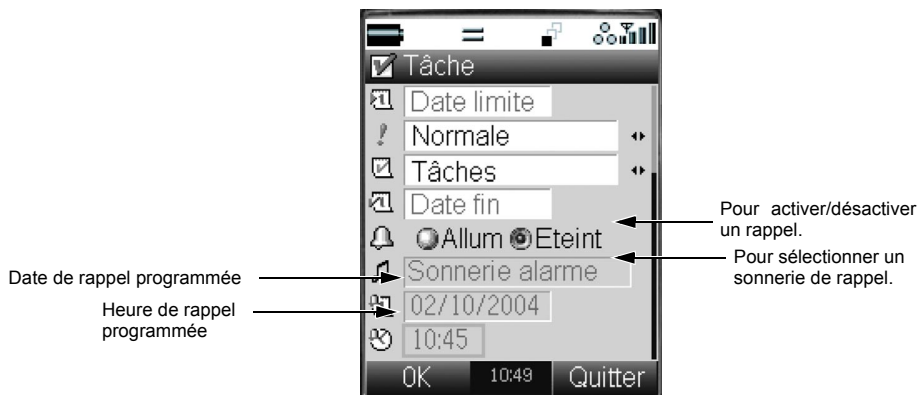 Tâche
Date limite
Normale
Tâches
Date fin
Allum Eteint
Sonnerie alarme
02/10/2004
10:45
OK 10:49 Quitter
Pour activer/désactiver
un rappel.
Pour sélectionner un
sonnerie de rappel.
Date de rappel programmée
Heure de rappel
programmée